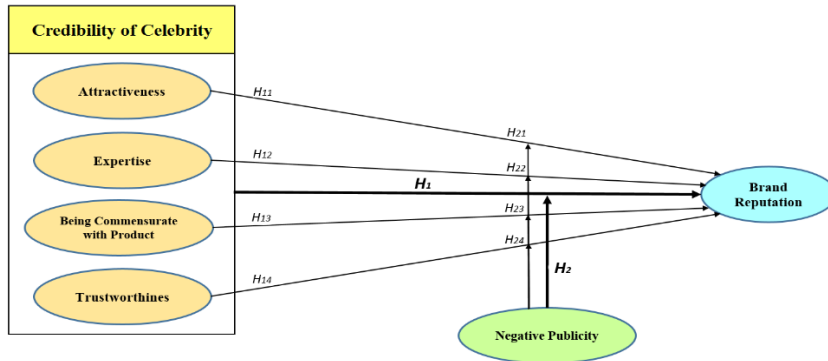 Credibility of Celebrity
Attractiveness
H11
H21
Expertise
H12
H22
H1
Brand
Reputation
Being Commensurate
with Product
H13
H23
H24
Trustworthines
H14
H2
Negative Publicity